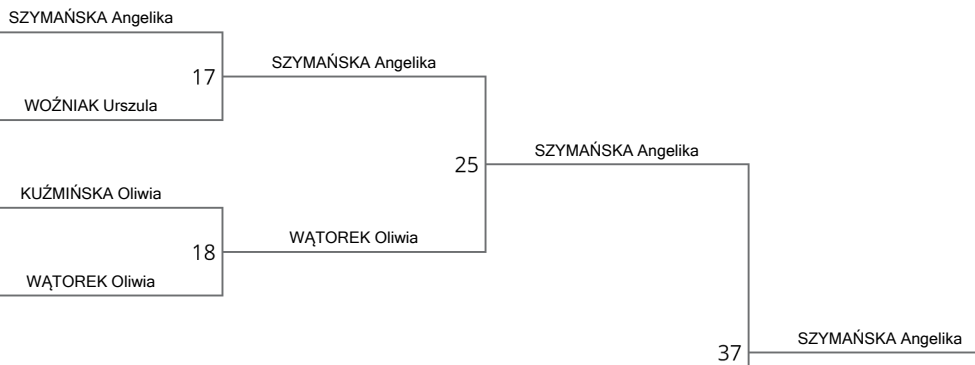 SZYMAŃSKA Angelika
SZYMAŃSKA Angelika
17
WOŹNIAK Urszula
SZYMAŃSKA Angelika
25
KUŹMIŃSKA Oliwia
WĄTOREK Oliwia
18
WĄTOREK Oliwia
SZYMAŃSKA Angelika
37